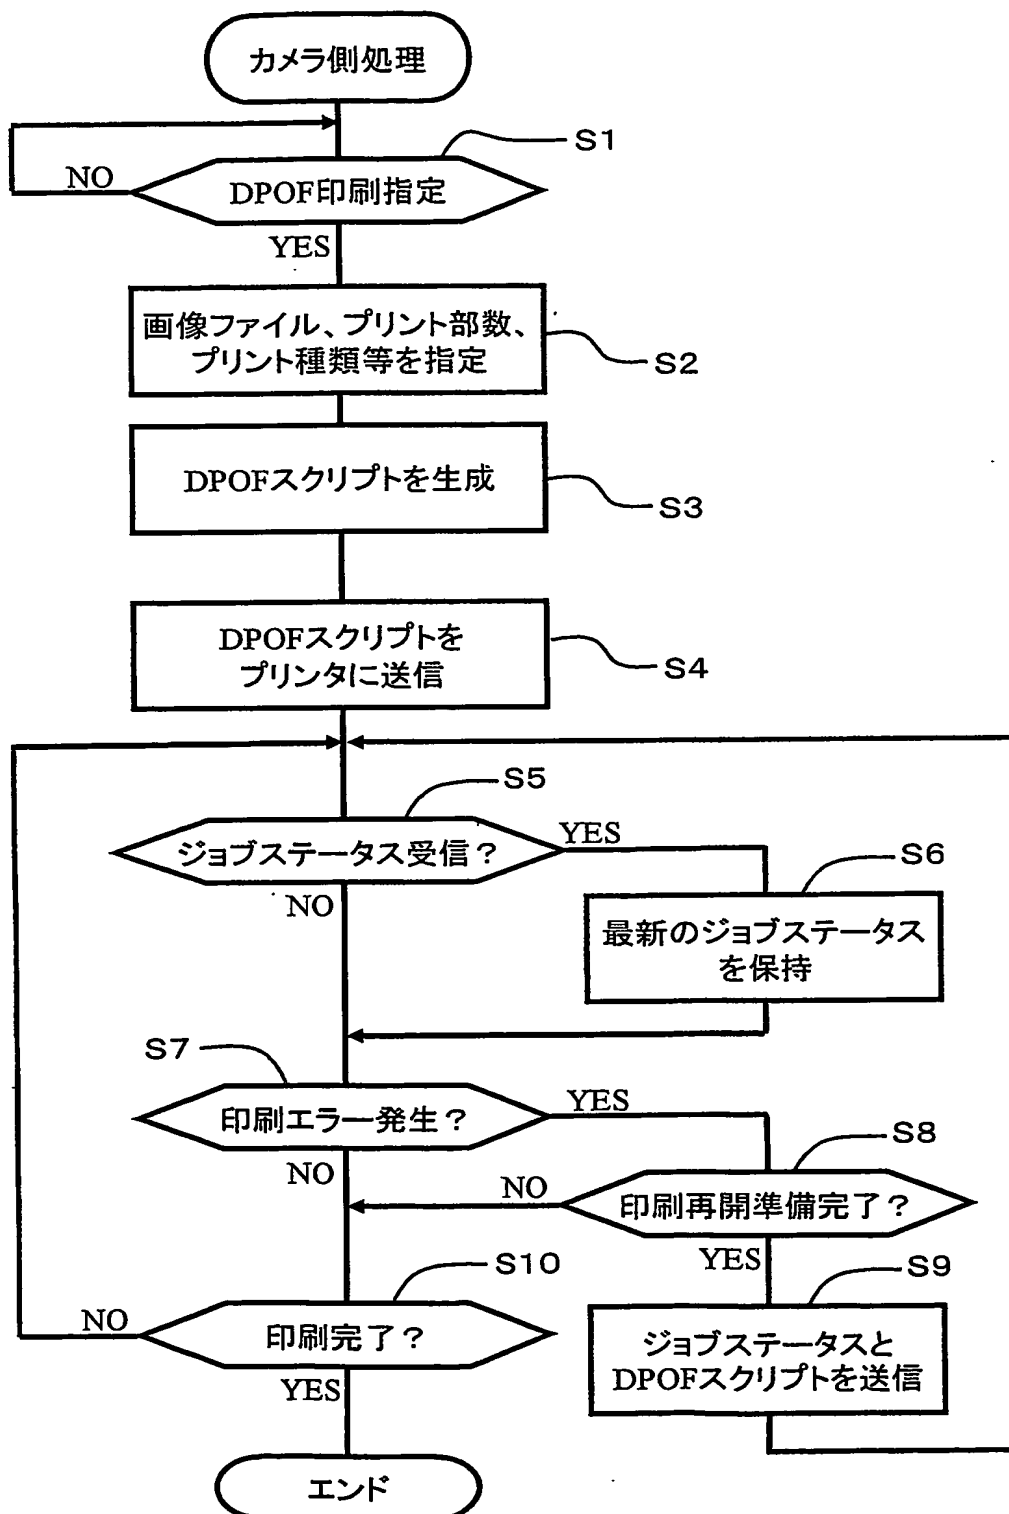 カメラ側処理
S1
NO
DPOF印刷指定
YES
画像ファイル、プリント部数、
プリント種類等を指定
S2
DPOFスクリプトを生成
S3
DPOFスクリプトを
プリンタに送信
S4
S5
ジョブステータス受信？
YES
NO
S6
最新のジョブステータス
を保持
S7
印刷エラー発生？
YES
NO
S8
NO
印刷再開準備完了？
YES
S9
S10
NO
印刷完了？
ジョブステータスと
DPOFスクリプトを送信
YES
エンド